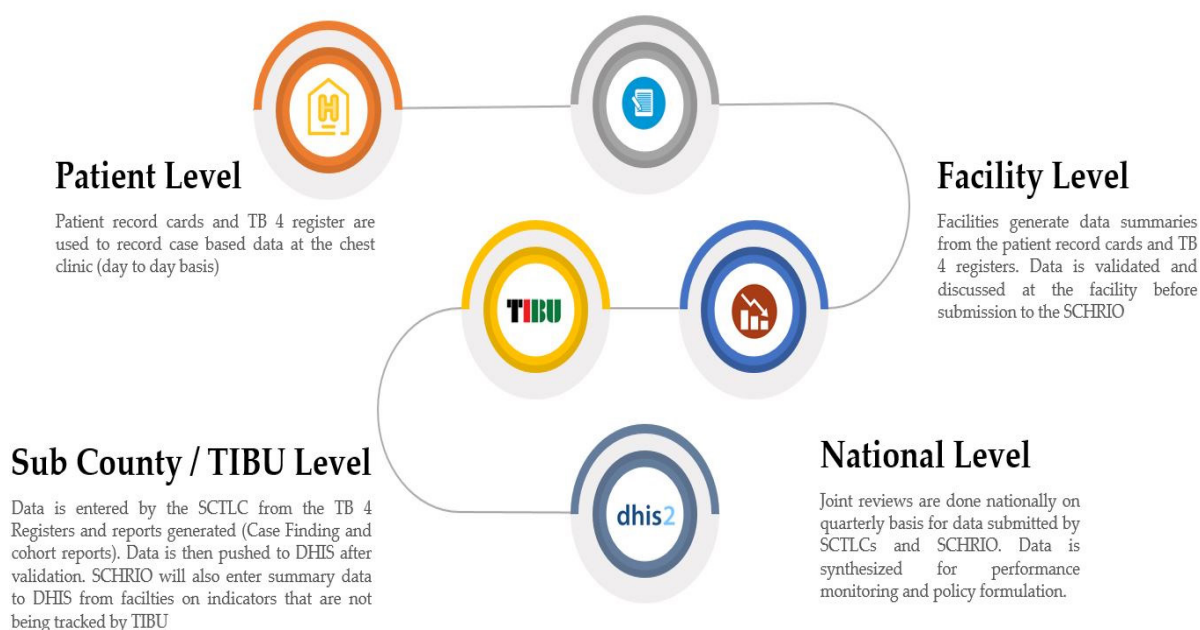 Patient Level
Patient record cards and TB 4 register are
used to record case based data at the chest
clinic (day to day basis)
Facility Level
Facilities generate data summaries
from the patient record cards and TB
4 registers. Data is validated and
discussed at the facility before
submission to the SCHRIO
TIBU
Sub County / TIBU Level
Data is entered by the SCTLC from the TB 4
Registers and reports generated (Case Finding and
cohort reports). Data is then pushed to DHIS after
validation. SCHRIO will also enter summary data
to DHIS from facilties on indicators that are not
being tracked by TIBU
dhis2
National Level
Joint reviews are done nationally on
quarterly basis for data submitted by
SCTLCs and SCHRIO. Data is
synthesized for performance
monitoring and policy formulation.